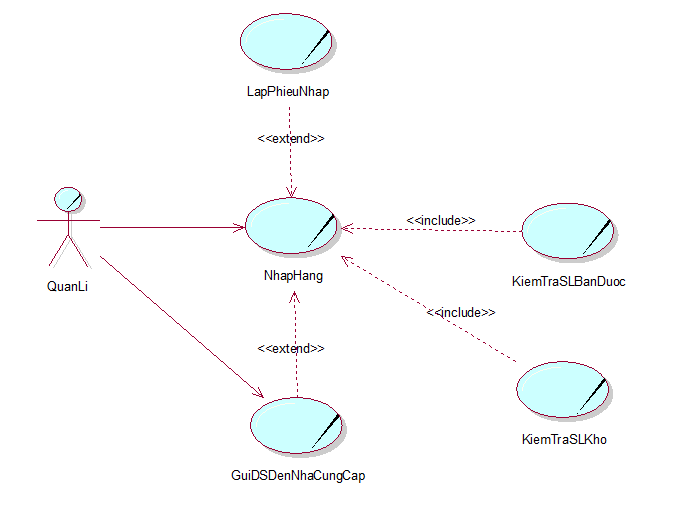 LapPhieuNhap
<<extend>>
<<include>>
QuanLi
NhapHang
KiemTraSLBanDuoc
<<include>>
<<extend>>
KiemTraSLKho
GuiDSDenNhaCungCap